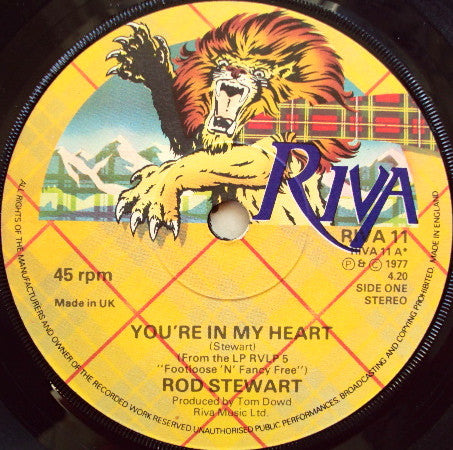 RIVA
RIVA 11
RIVA 11 A*
Ⓟ & © 1977
4.20
SIDE ONE
STEREO
45 rpm
Made in UK
YOU'RE IN MY HEART
(Stewart)
(From the LP RVLP 5
"Footloose 'N' Fancy Free")
ROD STEWART
Produced by Tom Dowd
Riva Music Ltd.
ALL RIGHTS OF THE MANUFACTURERS AND OWNER OF THE RECORDED WORK RESERVED UNAUTHORISED PUBLIC PERFORMANCES, BROADCASTING AND COPYING PROHIBITED, MADE IN ENGLAND